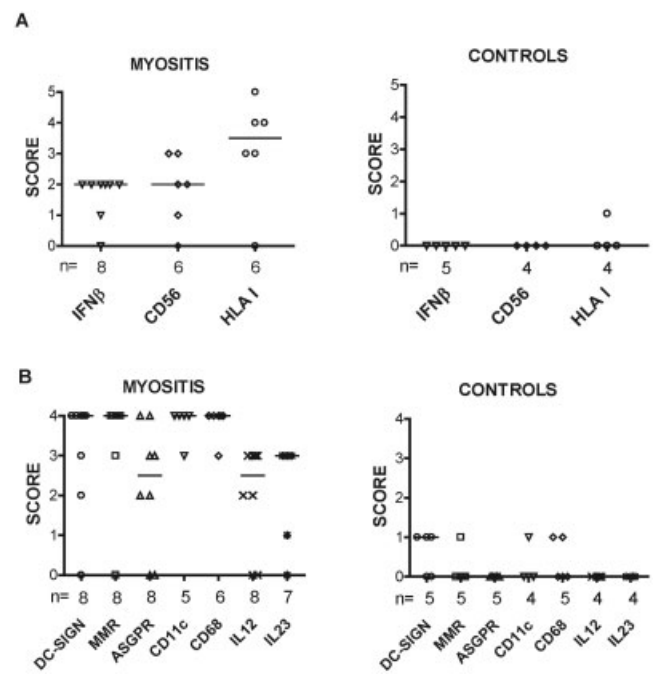 A
MYOSITIS
CONTROLS
SCORE
5
4
3
2
1
0
n= 8 6 6
IFNβ CD56 HLA I
SCORE
5
4
3
2
1
0
n= 5 4 4
IFNβ CD56 HLA I
B
MYOSITIS
CONTROLS
SCORE
4
3
2
1
0
n= 8 8 8 5 6 8 7
DC-SIGN MMR ASGPR CD11c CD68 IL12 IL23
SCORE
4
3
2
1
0
n= 5 5 5 4 5 4 4
DC-SIGN MMR ASGPR CD11c CD68 IL12 IL23